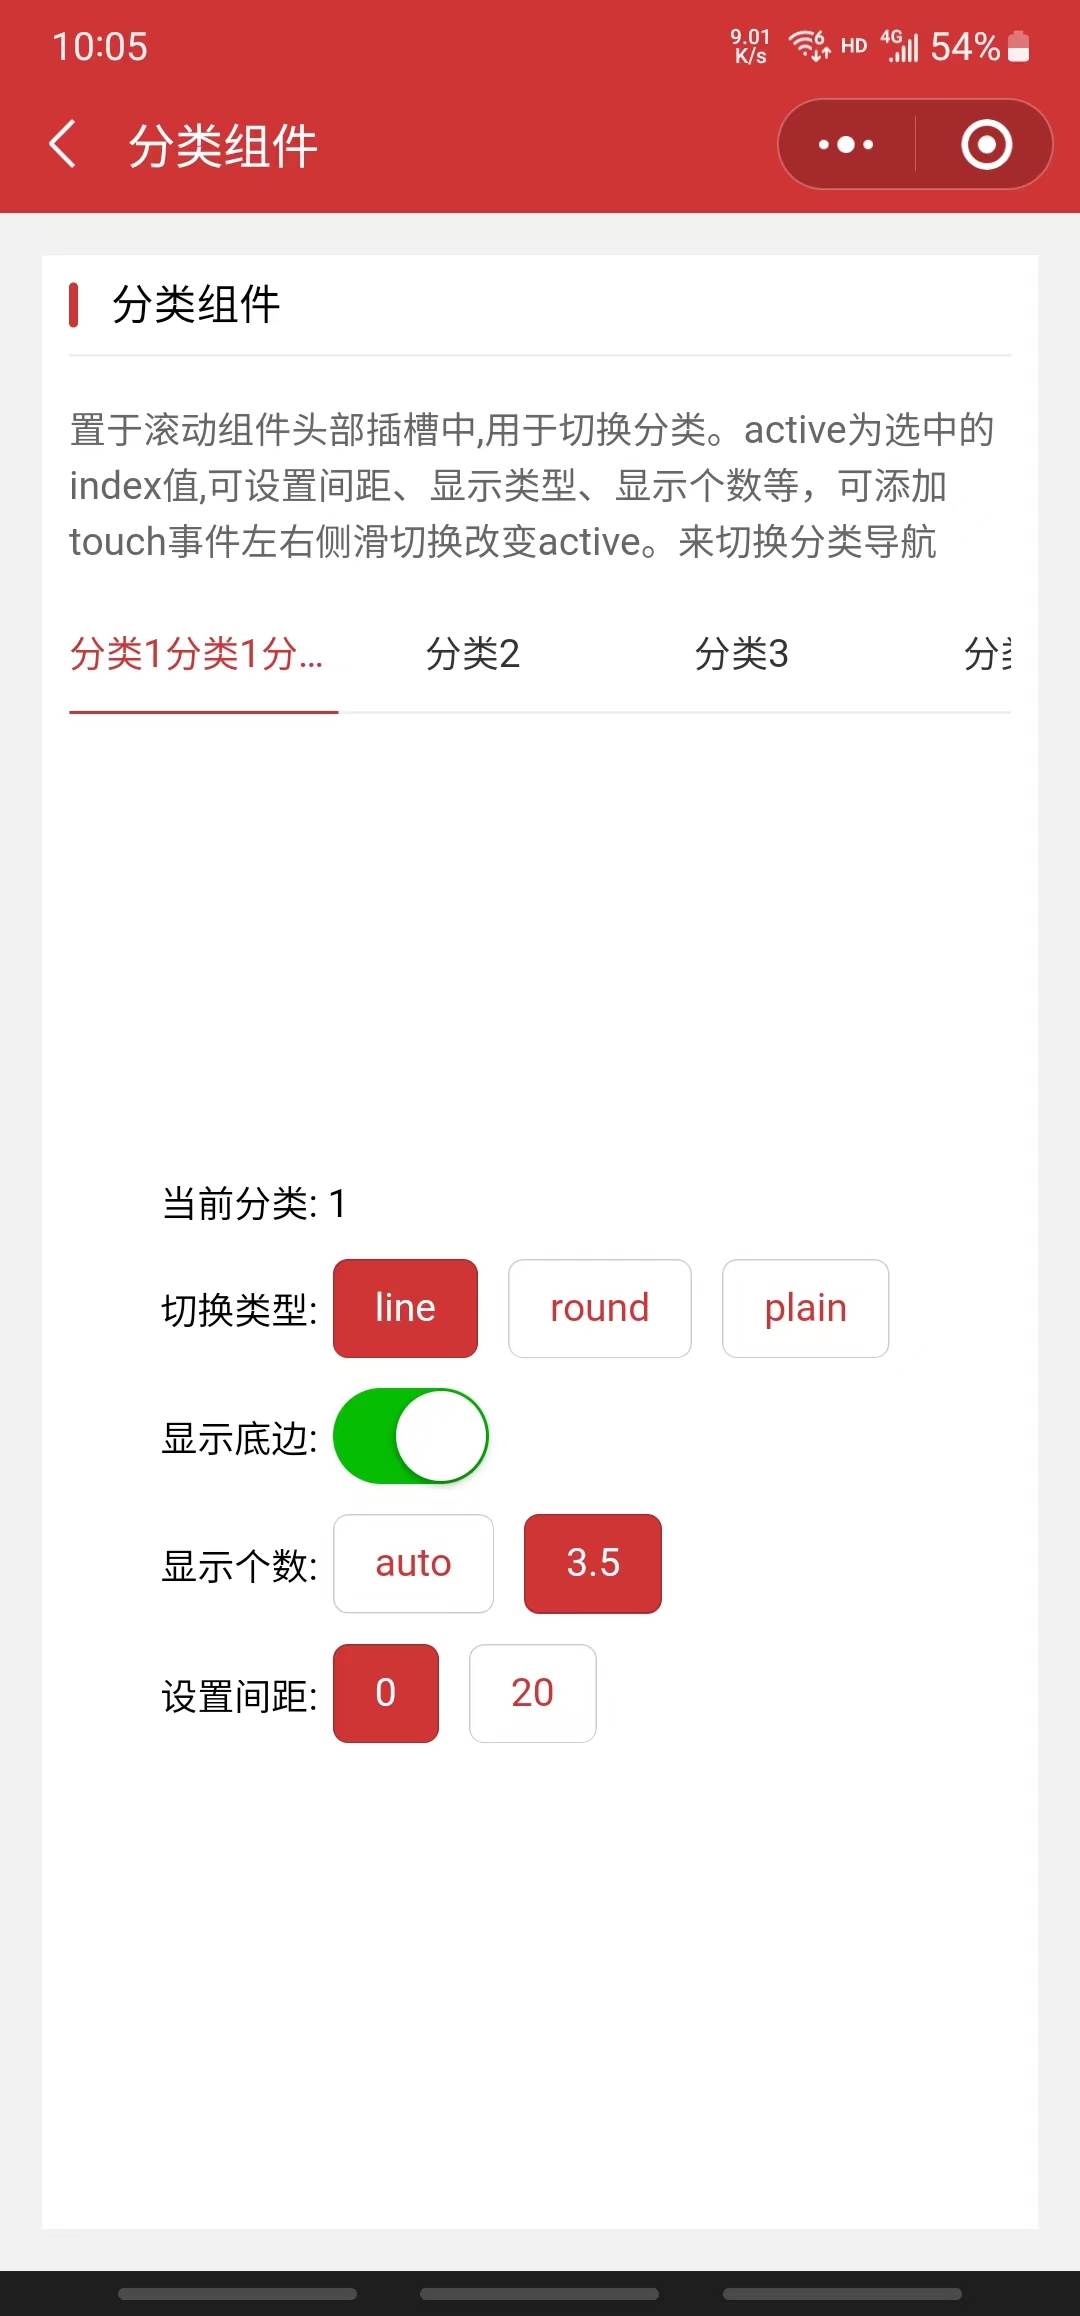 10:05
9.01 K/s 6 HD 4G 54%
分类组件
分类组件
置于滚动组件头部插槽中,用于切换分类。active为选中的
index值,可设置间距、显示类型、显示个数等，可添加
touch事件左右侧滑切换改变active。来切换分类导航
分类1分类1分... 分类2 分类3 分
当前分类: 1
切换类型: line round plain
显示底边:
显示个数: auto 3.5
设置间距: 0 20